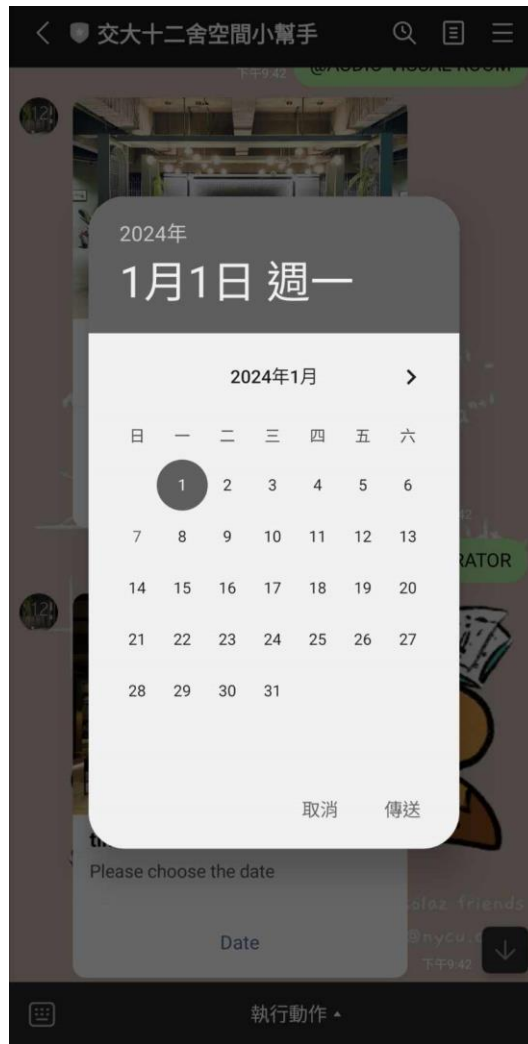 交大十二舍空間小幫手
下午9:42
@AUDIO VISUAL ROOM
2024年
1月1日 週一
2024年1月
日 一 二 三 四 五 六
1 2 3 4 5 6
7 8 9 10 11 12 13
14 15 16 17 18 19 20
21 22 23 24 25 26 27
28 29 30 31
取消 傳送
Please choose the date
Date
friends
下午9:42
執行動作